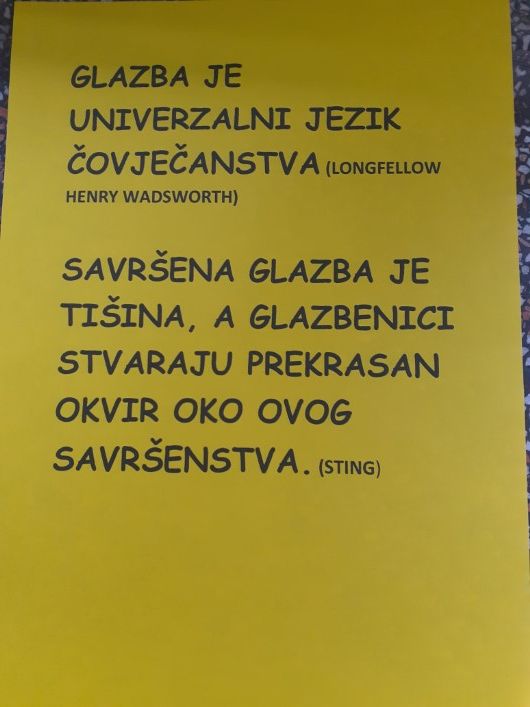 GLAZBA JE
UNIVERZALNI JEZIK
ČOVJEČANSTVA (LONGFELLOW
HENRY WADSWORTH)
SAVRŠENA GLAZBA JE
TIŠINA, A GLAZBENICI
STVARAJU PREKRASAN
OKVIR OKO OVOG
SAVRŠENSTVA. (STING)